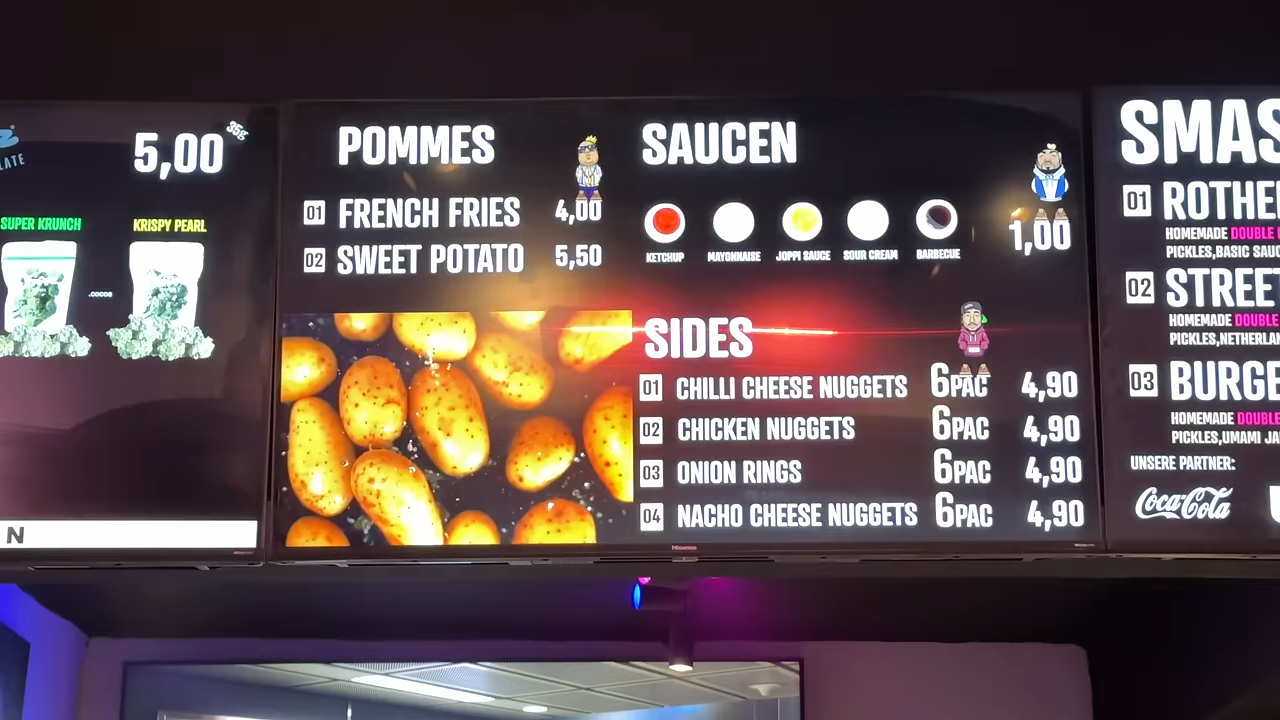 5,00 35g
SUPER KRUNCH
KRISPY PEARL
.cocoa
N
POMMES
01 FRENCH FRIES 4,00
02 SWEET POTATO 5,50
SAUCEN
KETCHUP MAYONNAISE JOPPI SAUCE SOUR CREAM BARBECUE
1,00
SIDES
01 CHILLI CHEESE NUGGETS 6PAC 4,90
02 CHICKEN NUGGETS 6PAC 4,90
03 ONION RINGS 6PAC 4,90
04 NACHO CHEESE NUGGETS 6PAC 4,90
Hisense
SMAS
01 ROTHE
HOMEMADE DOUBLE
PICKLES,BASIC SAUC
02 STREET
HOMEMADE DOUBLE
PICKLES,NETHERLAN
03 BURGE
HOMEMADE DOUBLE
PICKLES,UMAMI JA
UNSERE PARTNER:
Coca-Cola